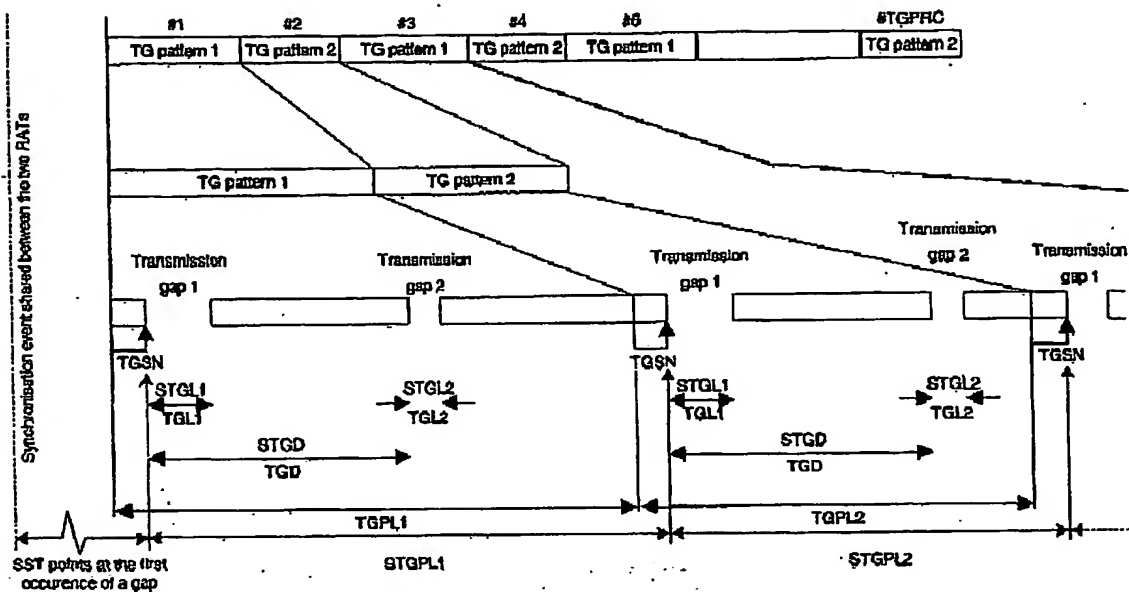 #1 #2 #3 #4 #5 #TGPRC
TG pattern 1 TG pattern 2 TG pattern 1 TG pattern 2 TG pattern 1 TG pattern 2
Synchronisation event shared between the two RATs
TG pattern 1 TG pattern 2
Transmission gap 1
Transmission gap 2
Transmission gap 1
Transmission gap 2
Transmission gap 1
TGSN TGSN TGSN
STGL1 STGL2 STGL1 STGL2
TGL1 TGL2 TGL1 TGL2
STGD STGD
TGD TGD
TGPL1 TGPL2
STGPL1 STGPL2
SST points at the first
occurence of a gap